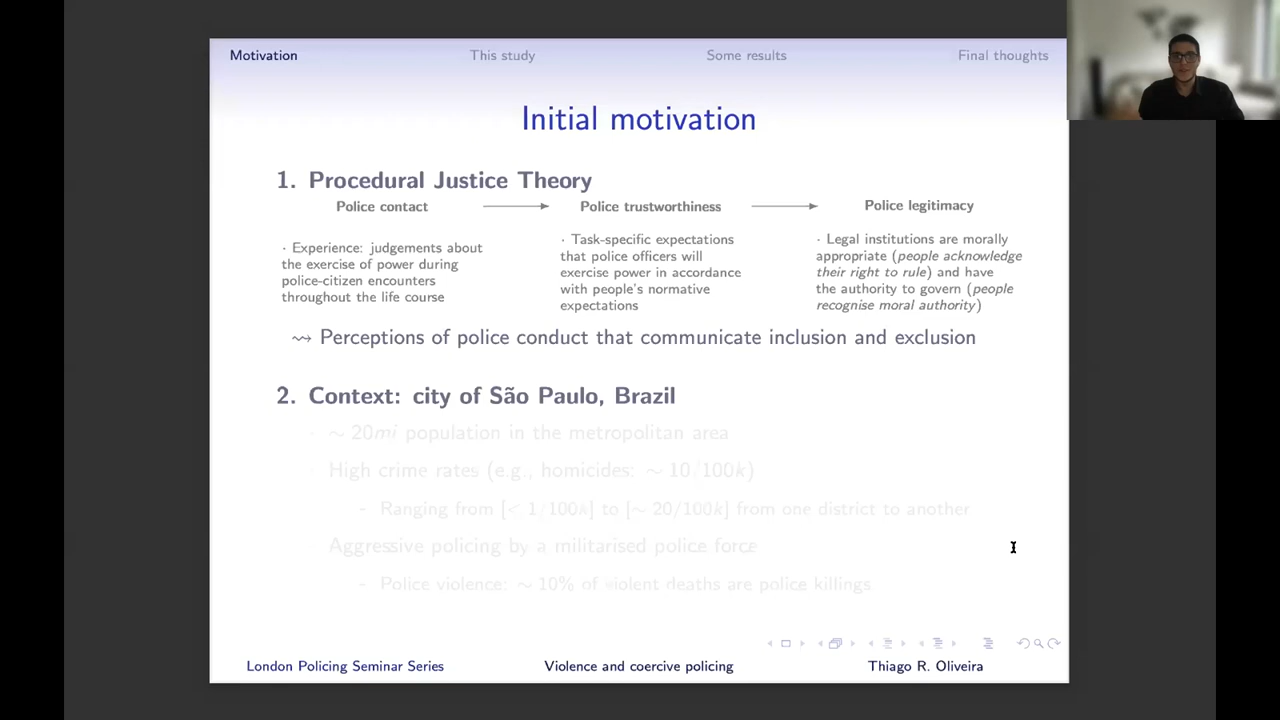 Motivation This study Some results Final thoughts
Initial motivation
1. Procedural Justice Theory
Police contact Police trustworthiness Police legitimacy
· Experience: judgements about
the exercise of power during
police-citizen encounters
throughout the life course
· Task-specific expectations
that police officers will
exercise power in accordance
with people's normative
expectations
· Legal institutions are morally
appropriate (people acknowledge
their right to rule) and have
the authority to govern (people
recognise moral authority)
⇝ Perceptions of police conduct that communicate inclusion and exclusion
2. Context: city of São Paulo, Brazil
· ∼ 20mi population in the metropolitan area
· High crime rates (e.g., homicides: ∼ 10/100k)
- Ranging from [< 1/100k] to [∼ 20/100k] from one district to another
Aggressive policing by a militarised police force
- Police violence: ∼ 10% of violent deaths are police killings
London Policing Seminar Series Violence and coercive policing Thiago R. Oliveira